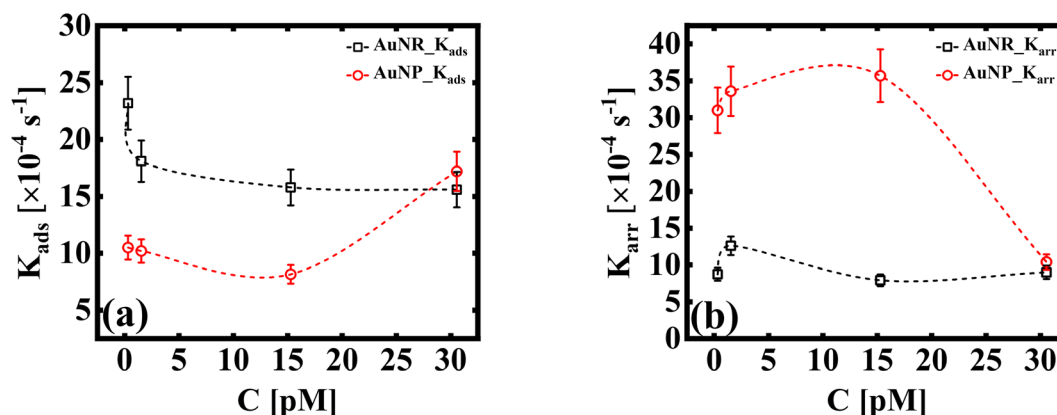 30
25
20
15
10
5
K_ads [×10^-4 s^-1]
AuNR_K_ads
AuNP_K_ads
(a)
0 5 10 15 20 25 30
C [pM]
40
35
30
25
20
15
10
5
0
K_arr [×10^-4 s^-1]
AuNR_K_arr
AuNP_K_arr
(b)
0 5 10 15 20 25 30
C [pM]